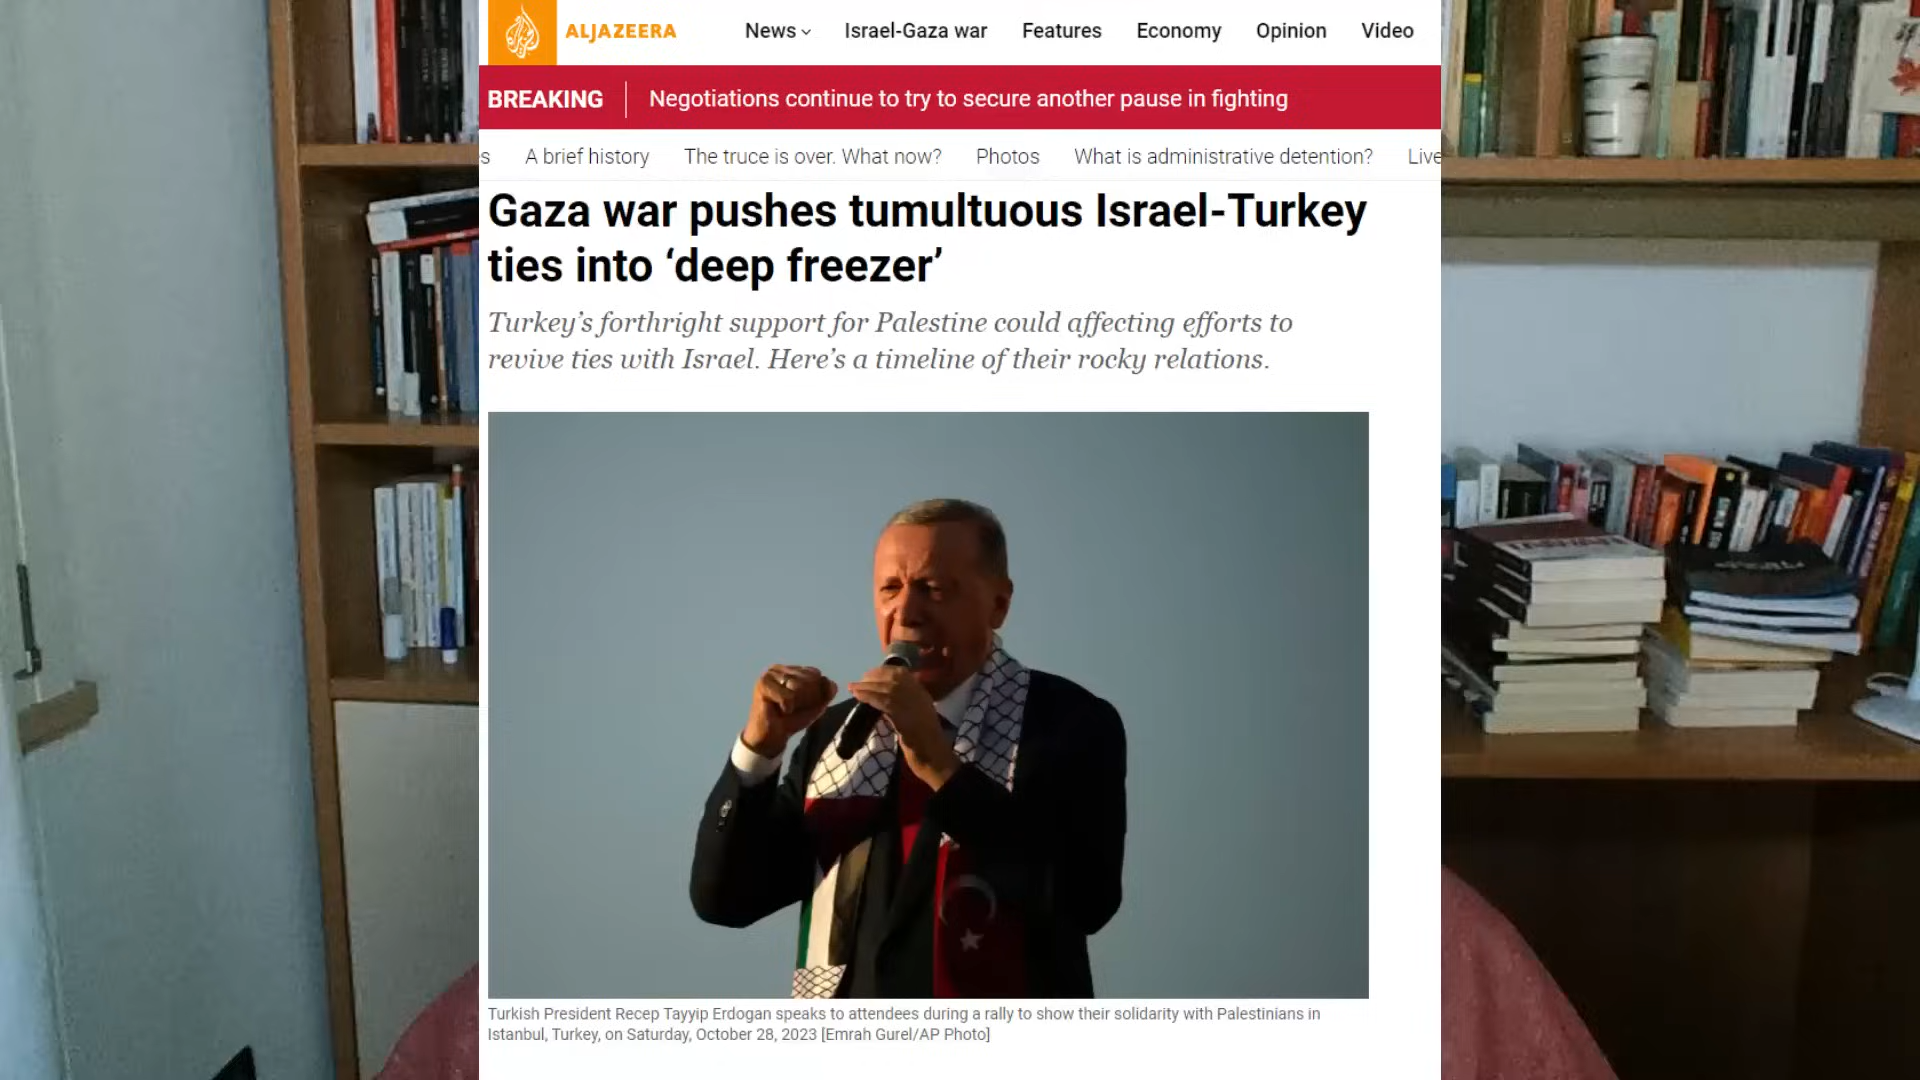 ALJAZEERA
News Israel-Gaza war Features Economy Opinion Video
BREAKING Negotiations continue to try to secure another pause in fighting
s A brief history The truce is over. What now? Photos What is administrative detention? Live
Gaza war pushes tumultuous Israel-Turkey
ties into ‘deep freezer’
Turkey’s forthright support for Palestine could affecting efforts to
revive ties with Israel. Here’s a timeline of their rocky relations.
Turkish President Recep Tayyip Erdogan speaks to attendees during a rally to show their solidarity with Palestinians in
Istanbul, Turkey, on Saturday, October 28, 2023 [Emrah Gurel/AP Photo]